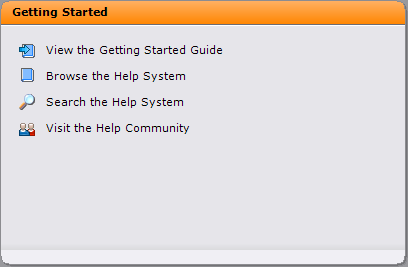 Getting Started
View the Getting Started Guide
Browse the Help System
Search the Help System
Visit the Help Community